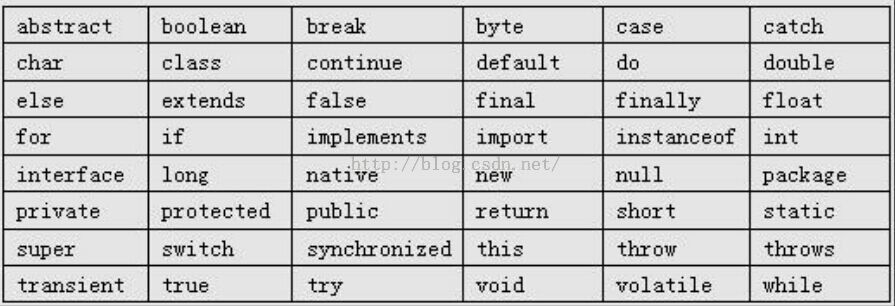 abstract boolean break byte case catch
char class continue default do double
else extends false final finally float
for if implements import instanceof int
http://blog.csdn.net/
interface long native new null package
private protected public return short static
super switch synchronized this throw throws
transient true try void volatile while